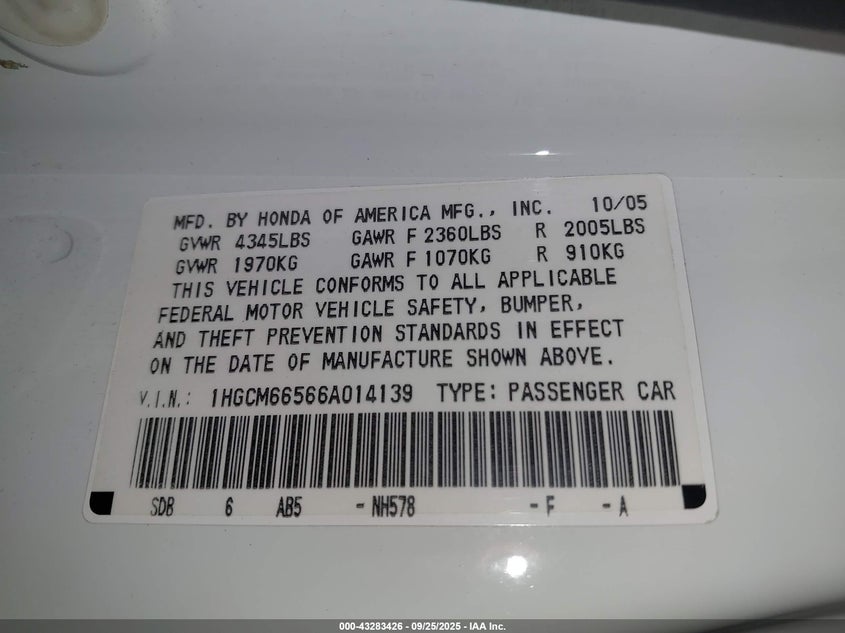 MFD. BY HONDA OF AMERICA MFG., INC. 10/05
GVWR 4345LBS GAWR F 2360LBS R 2005LBS
GVWR 1970KG GAWR F 1070KG R 910KG
THIS VEHICLE CONFORMS TO ALL APPLICABLE
FEDERAL MOTOR VEHICLE SAFETY, BUMPER,
AND THEFT PREVENTION STANDARDS IN EFFECT
ON THE DATE OF MANUFACTURE SHOWN ABOVE.
V.I.N.: 1HGCM66566A014139 TYPE: PASSENGER CAR
SDB 6 AB5 - NH578 - F - A
000-43283426 - 09/25/2025 - IAA Inc.